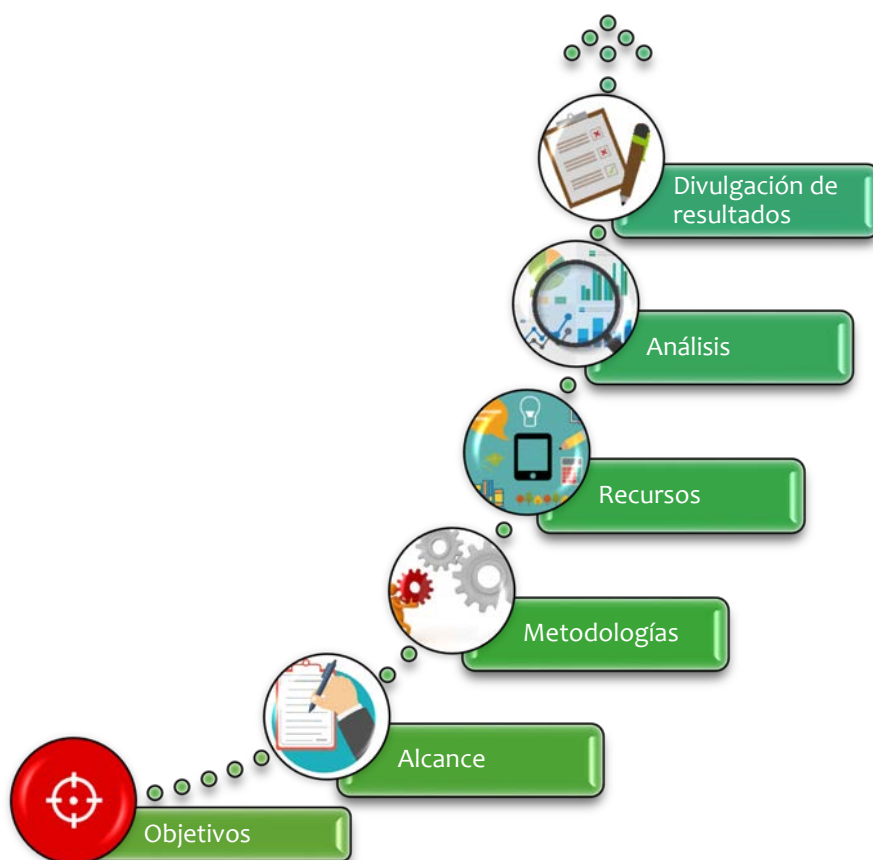 Divulgación de
resultados
Análisis
Recursos
Metodologías
Alcance
Objetivos